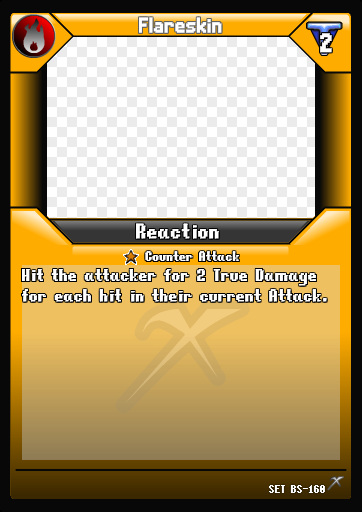 Flareskin
2
Reaction
Counter Attack
Hit the attacker for 2 True Damage
for each hit in their current Attack.
SET BS-160